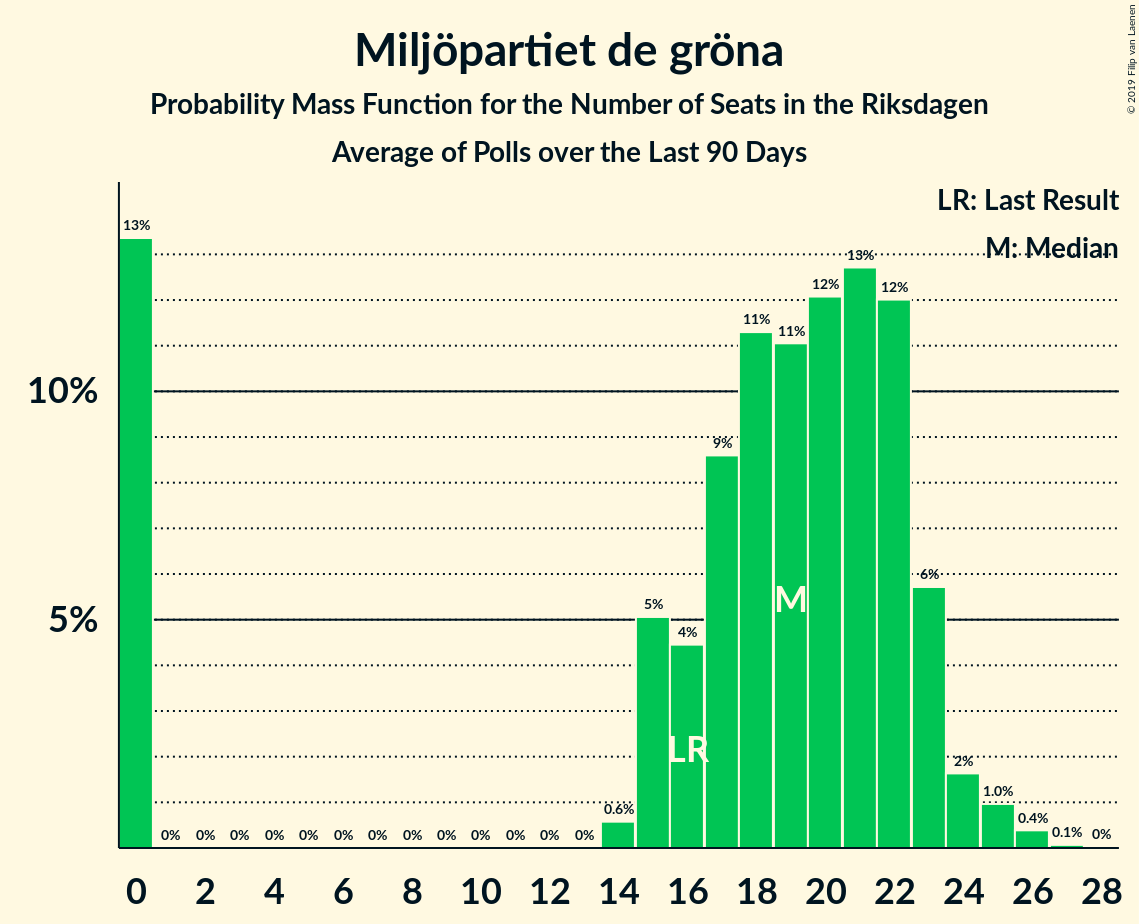 © 2019 Filip van Laenen
Miljöpartiet de gröna
Probability Mass Function for the Number of Seats in the Riksdagen
Average of Polls over the Last 90 Days
LR: Last Result
M: Median
10%
5%
13% 0% 0% 0% 0% 0% 0% 0% 0% 0% 0% 0% 0% 0% 0.6% 5% 4% 9% 11% 11% 12% 13% 12% 6% 2% 1.0% 0.4% 0.1% 0%
M
LR
0 2 4 6 8 10 12 14 16 18 20 22 24 26 28